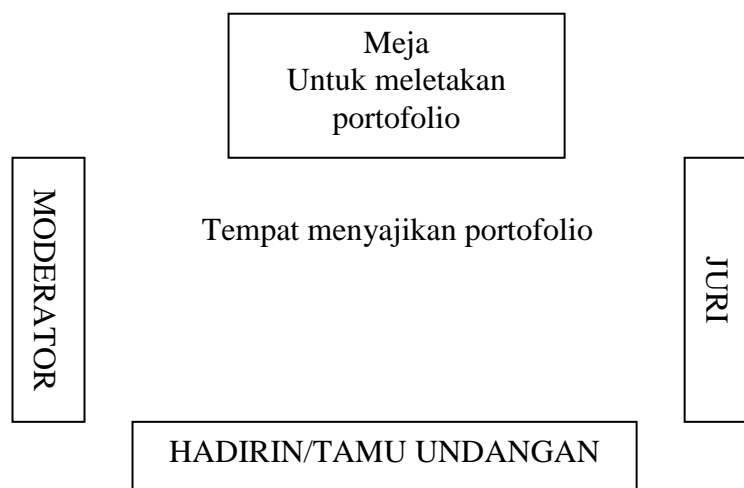 Meja
Untuk meletakan
portofolio
MODERATOR
Tempat menyajikan portofolio
JURI
HADIRIN/TAMU UNDANGAN